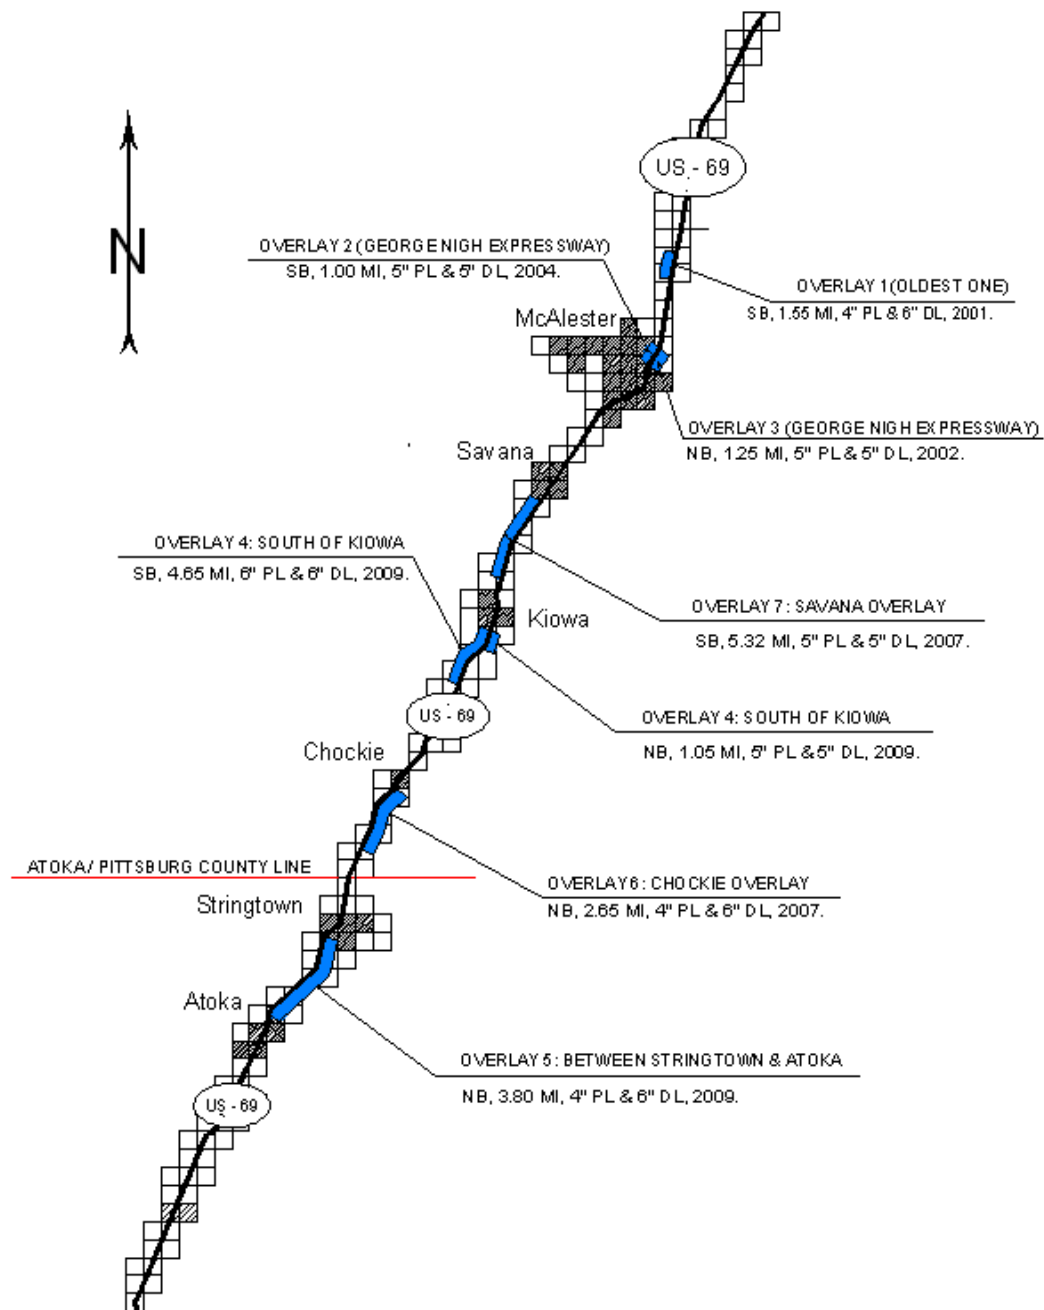 US - 69
N
OVERLAY 2 (GEORGE NIGH EXPRESSWAY)
SB, 1.00 MI, 5" PL & 5" DL, 2004.
OVERLAY 1(OLDEST ONE)
SB, 1.55 MI, 4" PL & 6" DL, 2001.
McAlester
OVERLAY 3 (GEORGE NIGH EXPRESSWAY)
NB, 1.25 MI, 5" PL & 5" DL, 2002.
Savana
OVERLAY 4: SOUTH OF KIOWA
SB, 4.65 MI, 6" PL & 6" DL, 2009.
OVERLAY 7: SAVANA OVERLAY
SB, 5.32 MI, 5" PL & 5" DL, 2007.
Kiowa
US - 69
OVERLAY 4: SOUTH OF KIOWA
NB, 1.05 MI, 5" PL & 5" DL, 2009.
Chockie
ATOKA/ PITTSBURG COUNTY LINE
OVERLAY 6: CHOCKIE OVERLAY
NB, 2.65 MI, 4" PL & 6" DL, 2007.
Stringtown
Atoka
OVERLAY 5: BETWEEN STRINGTOWN & ATOKA
NB, 3.80 MI, 4" PL & 6" DL, 2009.
US - 69